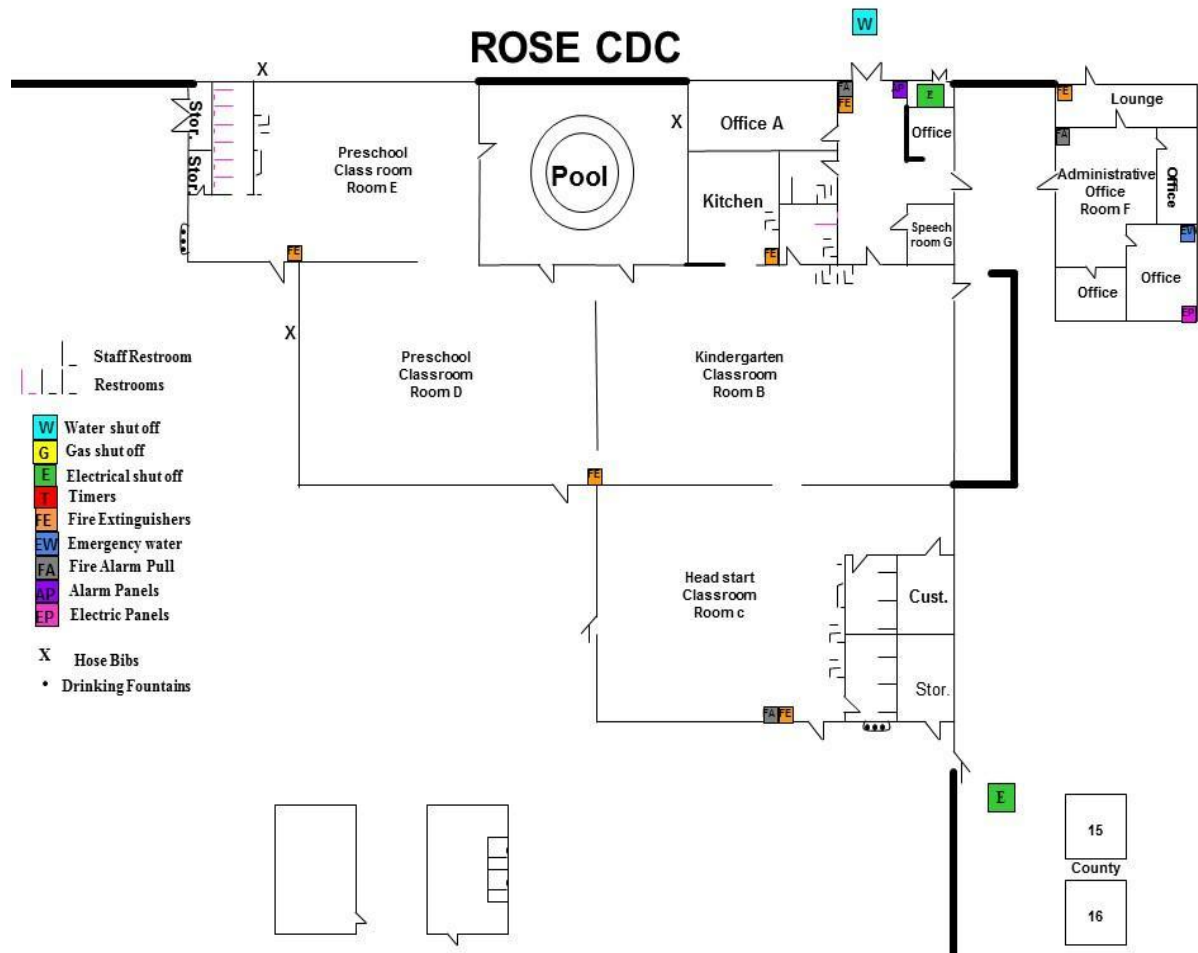 W
ROSE CDC
X
FA
FE
AP
E
FE
Lounge
Stor.
Stor
Office A
X
Office
FA
Preschool
Class room
Room E
Pool
Kitchen
Administrative
Office
Room F
Office
Speech
room G
EW
FE
FE
Office
Office
EP
X
Preschool
Classroom
Room D
Kindergarten
Classroom
Room B
Staff Restroom
Restrooms
W Water shut off
G Gas shut off
E Electrical shut off
T Timers
FE Fire Extinguishers
EW Emergency water
FA Fire Alarm Pull
AP Alarm Panels
EP Electric Panels
X Hose Bibs
• Drinking Fountains
FE
Head start
Classroom
Room c
Cust.
Stor.
FA FE
E
15
County
16